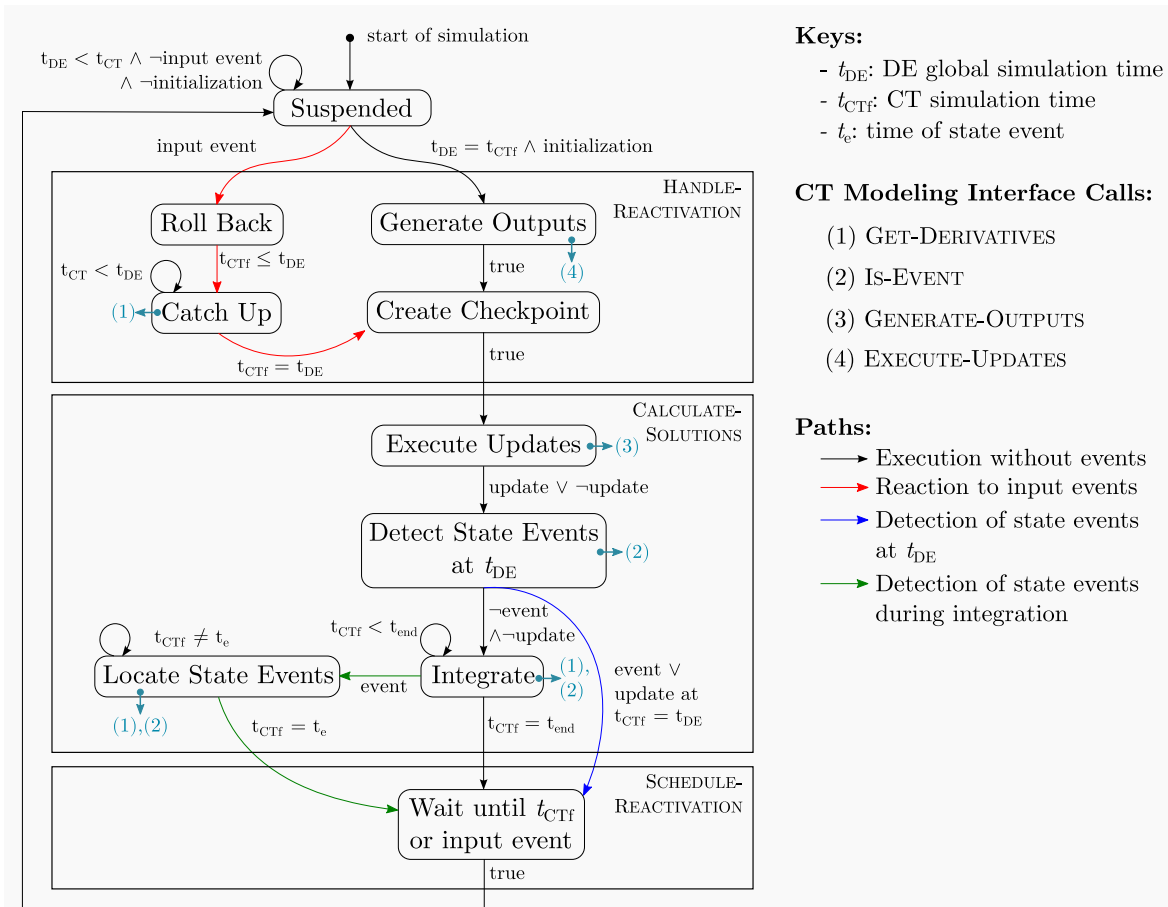 start of simulation
t_DE < t_CT ∧ ¬input event
∧ ¬initialization
Suspended
input event
t_DE = t_CTf ∧ initialization
HANDLE-
REACTIVATION
Roll Back
Generate Outputs
t_CTf ≤ t_DE
true
(4)
t_CT < t_DE
(1)
Catch Up
Create Checkpoint
t_CTf = t_DE
true
CALCULATE-
SOLUTIONS
Execute Updates
(3)
update ∨ ¬update
Detect State Events
at t_DE
(2)
¬event
∧¬update
t_CTf < t_end
t_CTf ≠ t_e
Locate State Events
event
Integrate
(1),
(2)
event ∨
update at
t_CTf = t_DE
(1),(2)
t_CTf = t_e
t_CTf = t_end
SCHEDULE-
REACTIVATION
Wait until t_CTf
or input event
true
Keys:
- t_DE: DE global simulation time
- t_CTf: CT simulation time
- t_e: time of state event
CT Modeling Interface Calls:
(1) GET-DERIVATIVES
(2) IS-EVENT
(3) GENERATE-OUTPUTS
(4) EXECUTE-UPDATES
Paths:
Execution without events
Reaction to input events
Detection of state events
at t_DE
Detection of state events
during integration